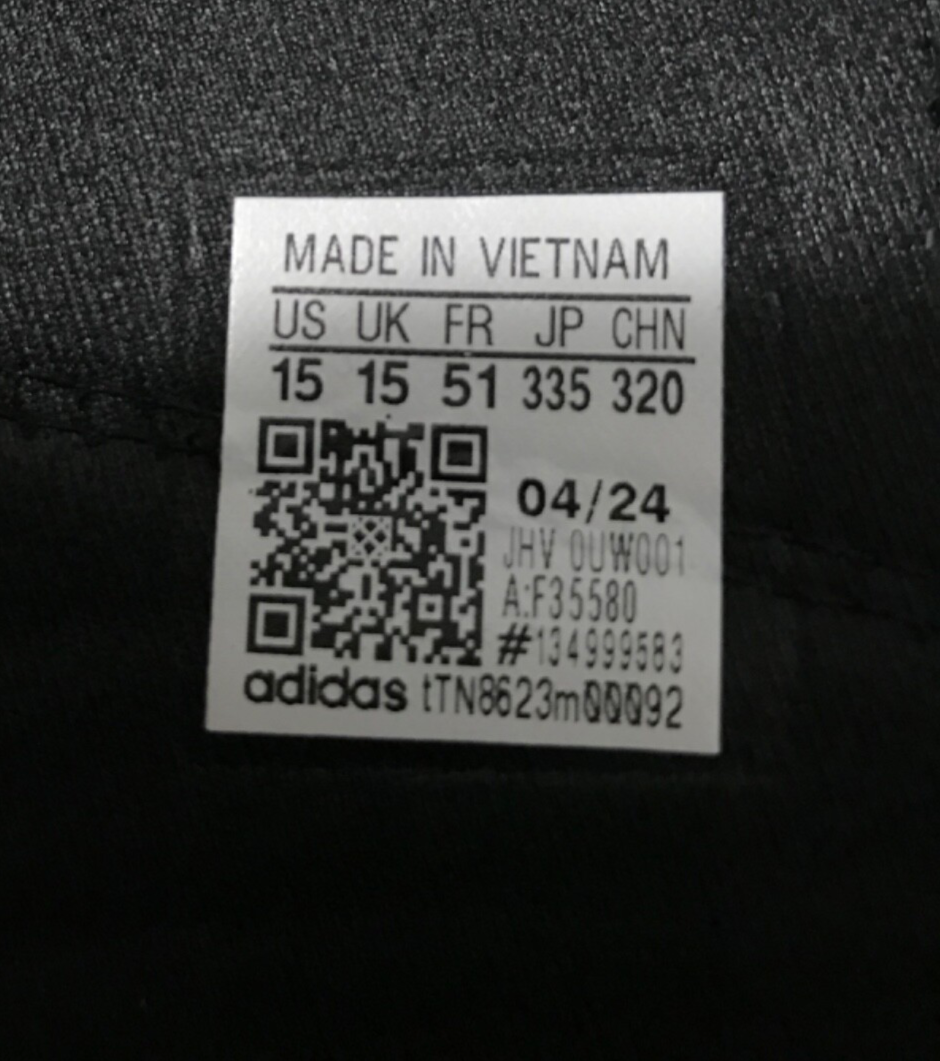 MADE IN VIETNAM
US UK FR JP CHN
15 15 51 335 320
04/24
JHV 0UW001
A:F35580
#134999583
adidas tTN8623m00092